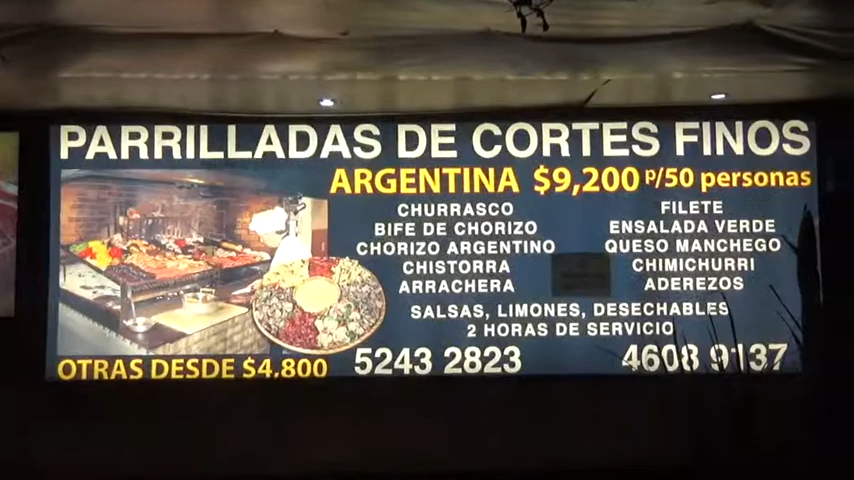 PARRILLADAS DE CORTES FINOS
ARGENTINA $9,200 P/50 personas
CHURRASCO
BIFE DE CHORIZO
CHORIZO ARGENTINO
CHISTORRA
ARRACHERA
FILETE
ENSALADA VERDE
QUESO MANCHEGO
CHIMICHURRI
ADEREZOS
SALSAS, LIMONES, DESECHABLES
2 HORAS DE SERVICIO
OTRAS DESDE $4,800
5243 2823
4608 9137